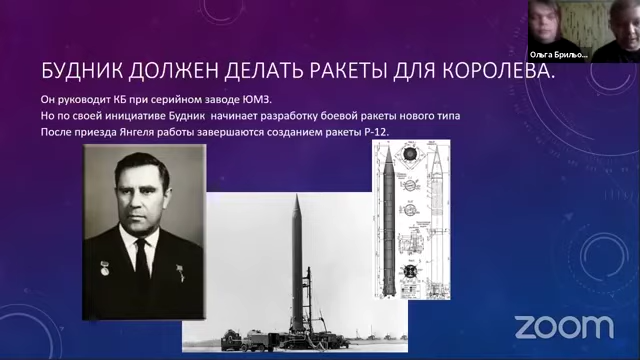 Ольга Брильо...
БУДНИК ДОЛЖЕН ДЕЛАТЬ РАКЕТЫ ДЛЯ КОРОЛЕВА.
Он руководит КБ при серийном заводе ЮМЗ.
Но по своей инициативе Будник начинает разработку боевой ракеты нового типа
После приезда Янгеля работы завершаются созданием ракеты Р-12.
zoom